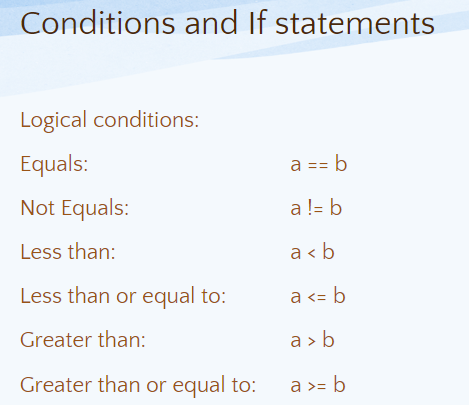 Conditions and If statements
Logical conditions:
Equals: a == b
Not Equals: a != b
Less than: a < b
Less than or equal to: a <= b
Greater than: a > b
Greater than or equal to: a >= b